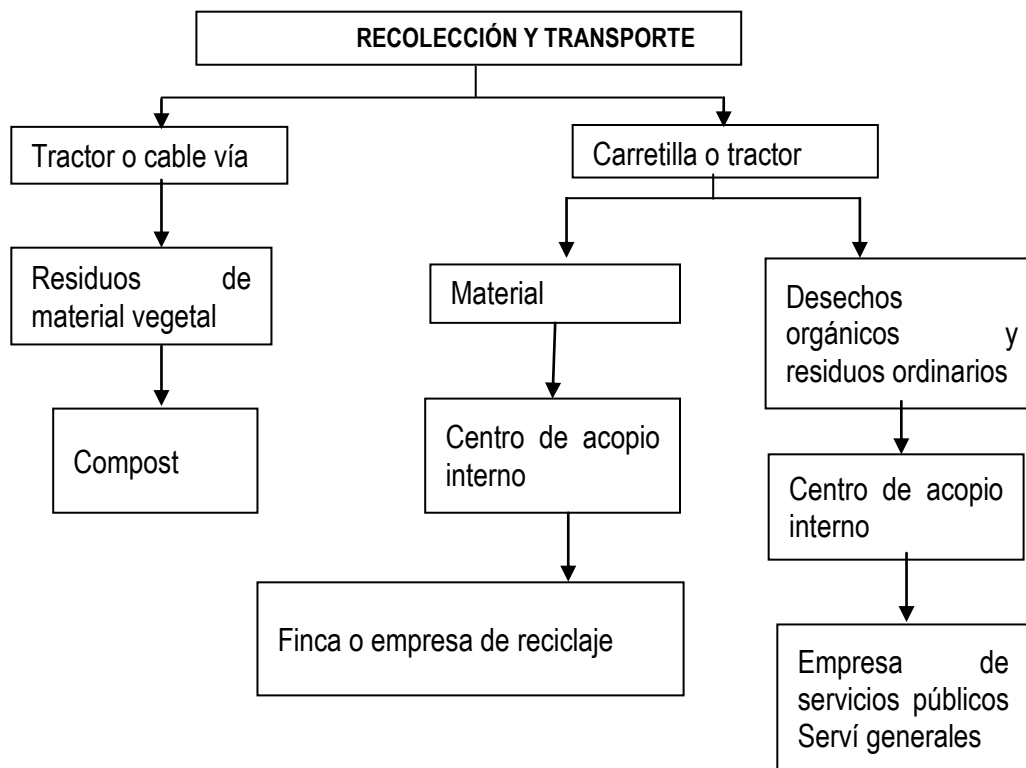 RECOLECCIÓN Y TRANSPORTE
Tractor o cable vía
Carretilla o tractor
Residuos de
material vegetal
Material
Desechos
orgánicos y
residuos ordinarios
Compost
Centro de acopio
interno
Centro de acopio
interno
Finca o empresa de reciclaje
Empresa de
servicios públicos
Serví generales